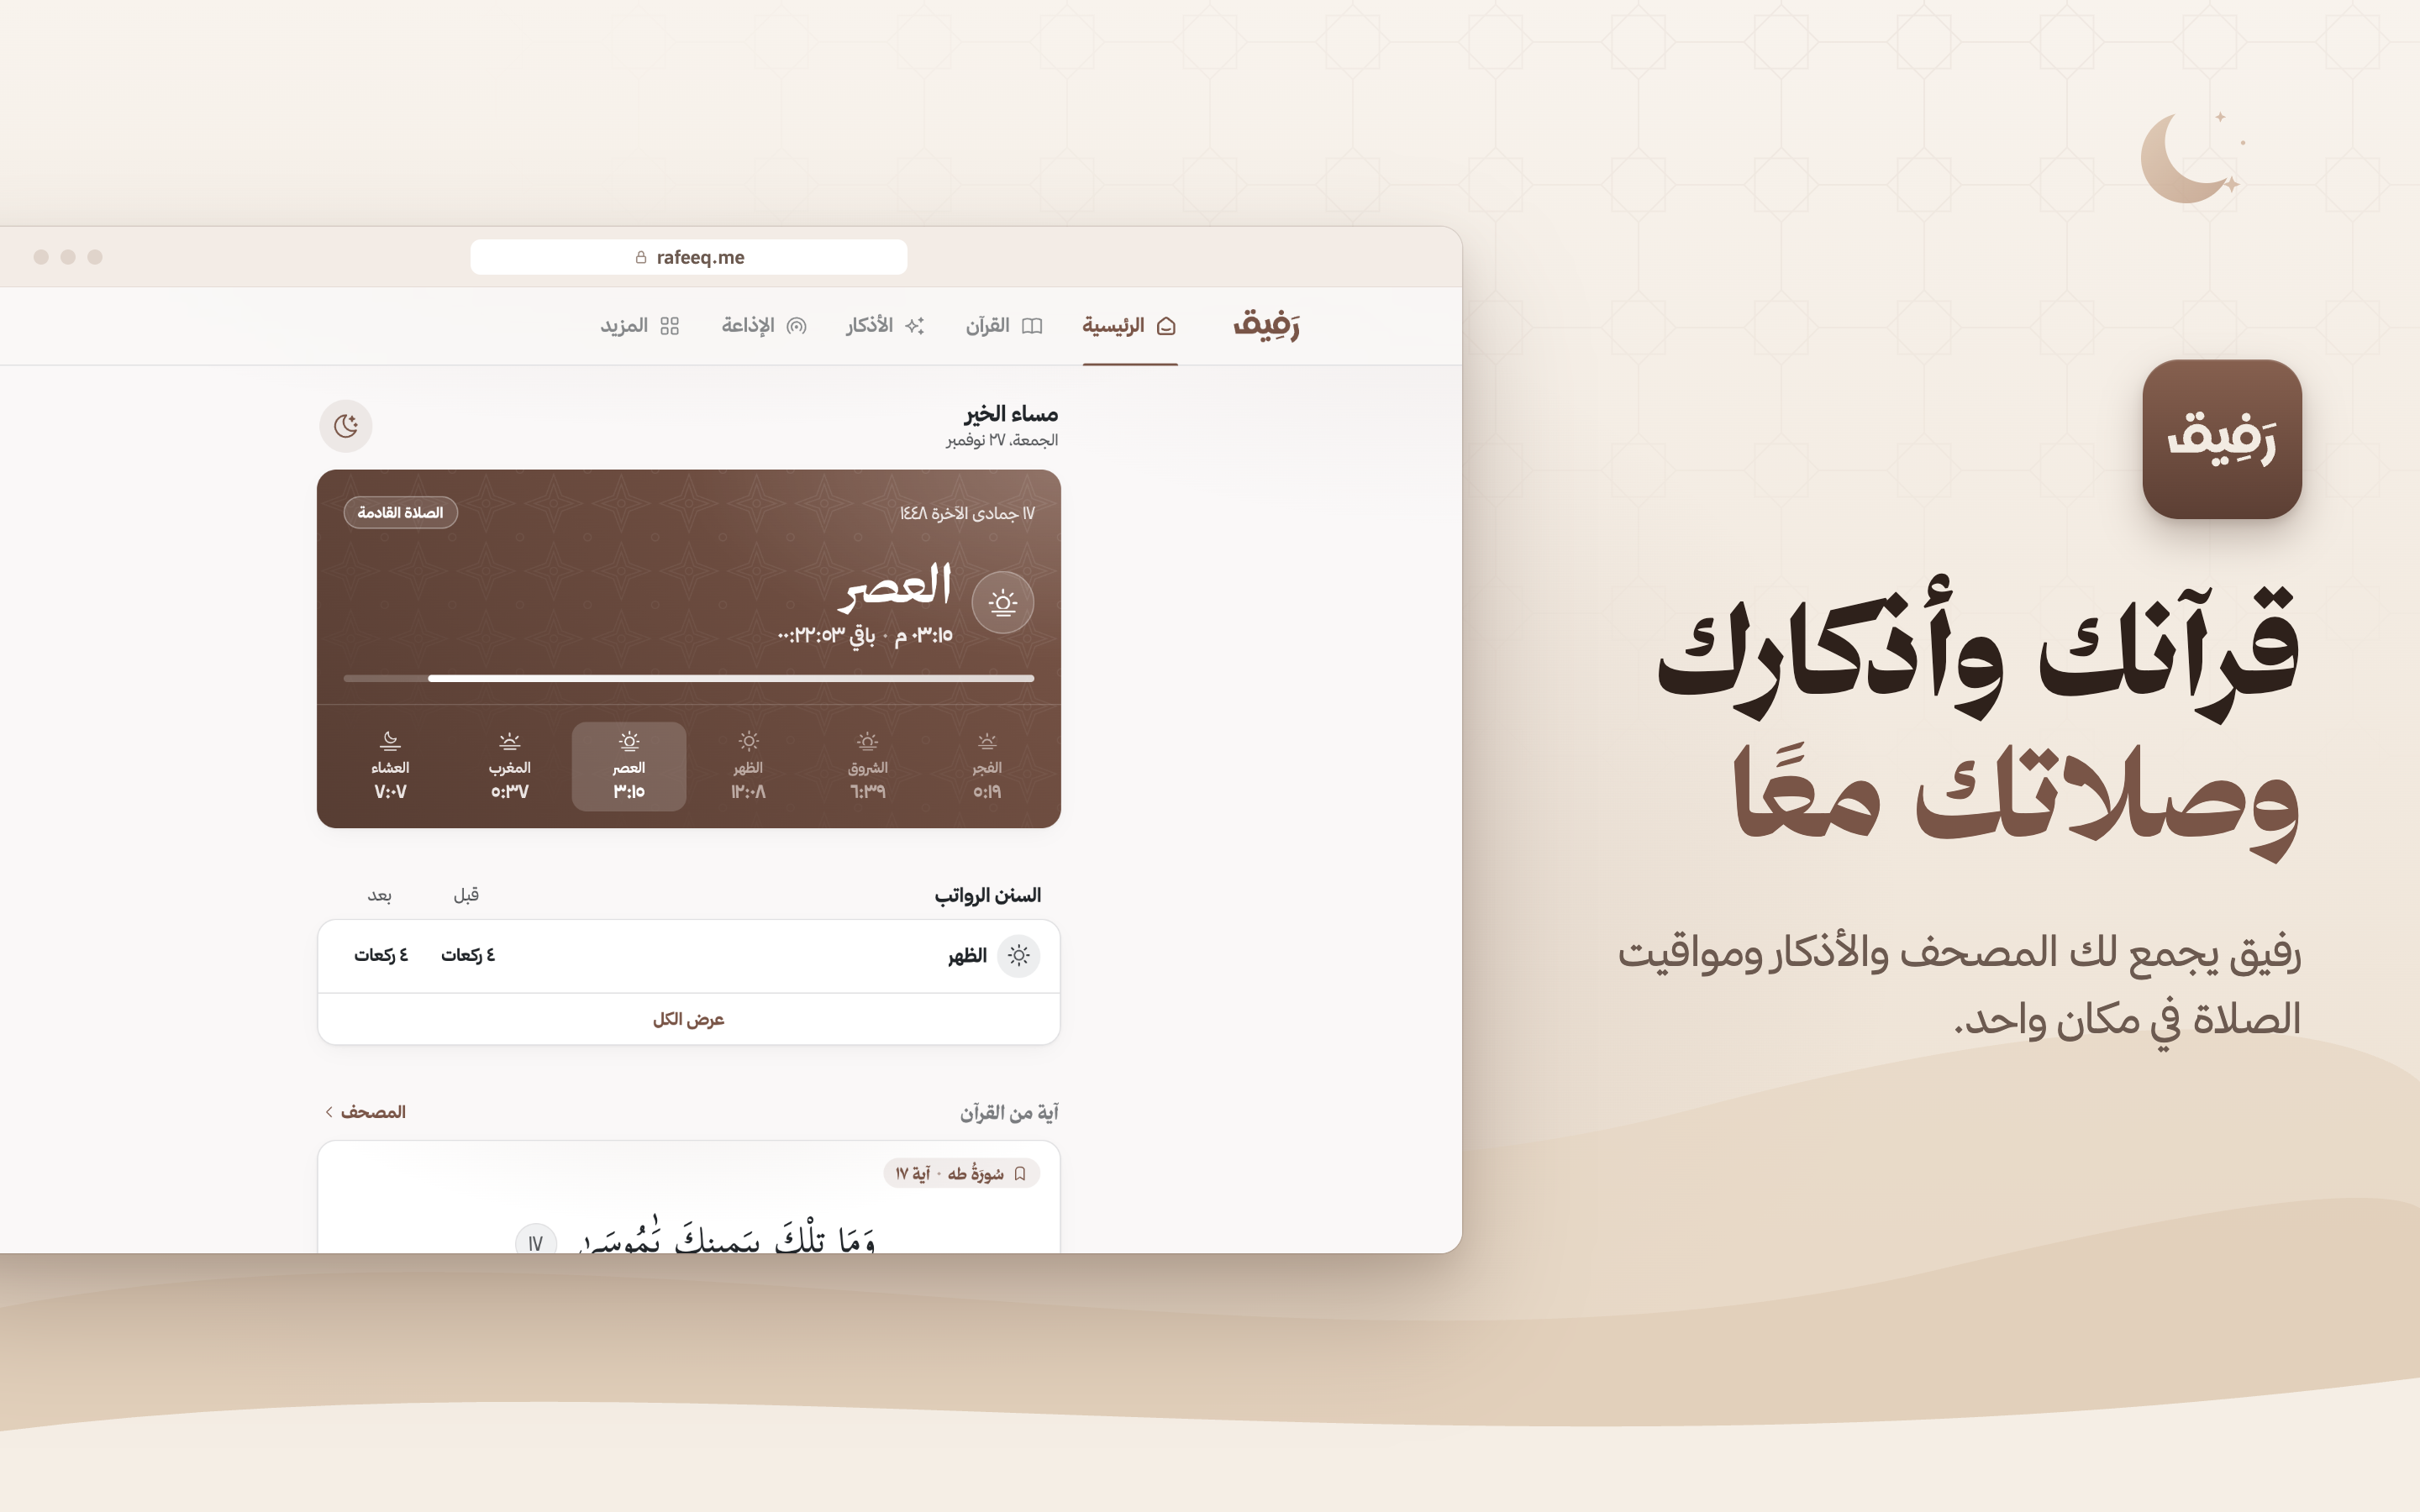 رَفِيق
قرآنك وأذكارك
وصلاتك معًا
رفيق يجمع لك المصحف والأذكار ومواقيت
الصلاة في مكان واحد.
rafeeq.me
رَفِيق الرئيسية القرآن الأذكار الإذاعة المزيد
مساء الخير
الجمعة، ٢٧ نوفمبر
١٧ جمادى الآخرة ١٤٤٨ الصلاة القادمة
العصر
٠٣:١٥ م · باقي ٠٠:٢٢:٥٣
الفجر الشروق الظهر العصر المغرب العشاء
٥:١٩ ٦:٣٩ ١٢:٠٨ ٣:١٥ ٥:٣٧ ٧:٠٧
السنن الرواتب قبل بعد
الظهر ٤ ركعات ٤ ركعات
عرض الكل
آية من القرآن المصحف
سُورَةُ طه · آية ١٧
وَمَا تِلْكَ بِيَمِينِكَ يَٰمُوسَىٰ ١٧